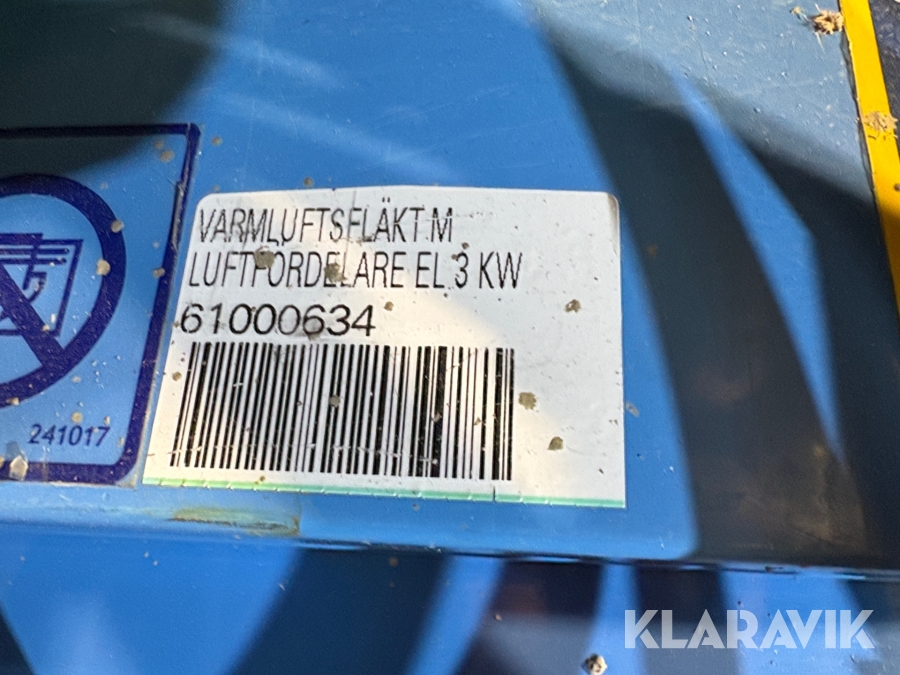 VARMLUFTSFLÄKT M
LUFTFÖRDELARE EL 3 KW
61000634
241017
KLARAVIK